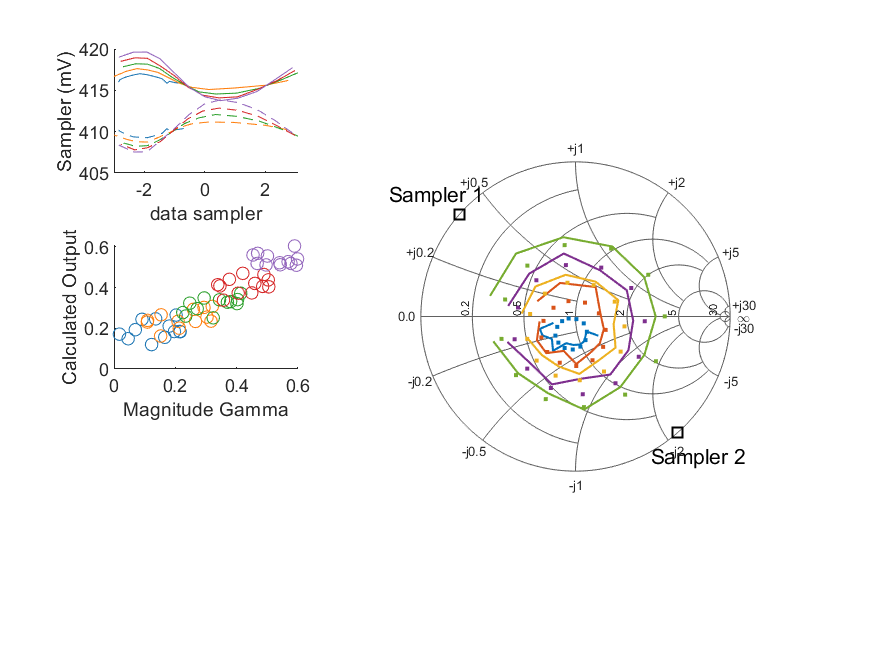 420
415
410
405
Sampler (mV)
-2
0
2
data sampler
0.6
0.4
0.2
0
Calculated Output
0
0.2
0.4
0.6
Magnitude Gamma
+j1
Sampler 1
+j0.5
+j2
+j0.2
+j5
0.0
0.2
0.5
1
2
5
30
+j30
∞
-j30
-j0.2
-j5
-j0.5
-j2
Sampler 2
-j1